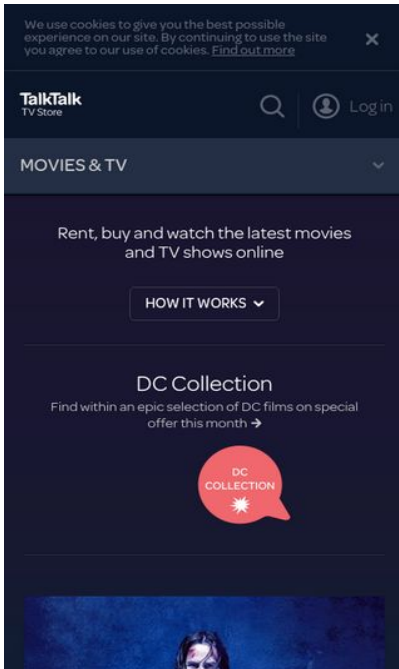 We use cookies to give you the best possible
experience on our site. By continuing to use the site
you agree to our use of cookies. Find out more
TalkTalk
TV Store
Log in
MOVIES & TV
Rent, buy and watch the latest movies
and TV shows online
HOW IT WORKS
DC Collection
Find within an epic selection of DC films on special
offer this month →
DC
COLLECTION